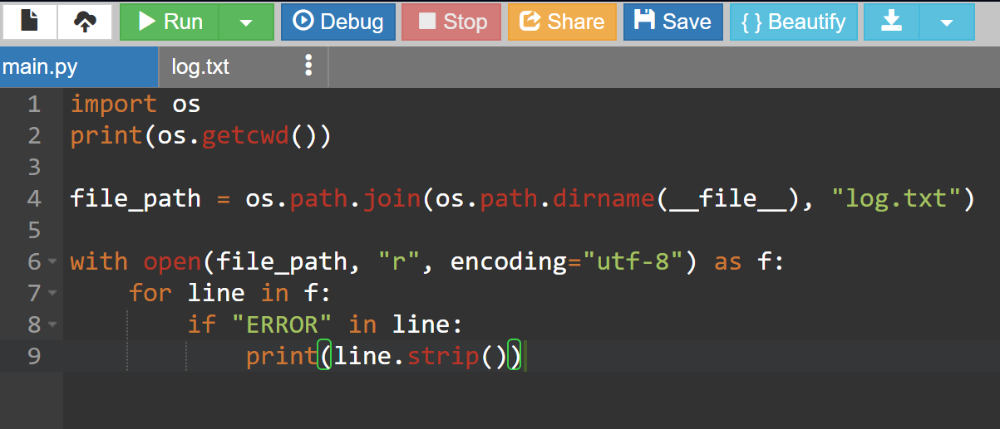 Run Debug Stop Share Save { } Beautify
main.py log.txt
1 import os
2 print(os.getcwd())
3
4 file_path = os.path.join(os.path.dirname(__file__), "log.txt")
5
6 with open(file_path, "r", encoding="utf-8") as f:
7     for line in f:
8         if "ERROR" in line:
9             print(line.strip())